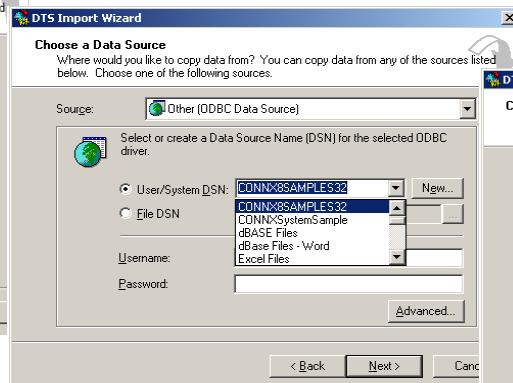 DTS Import Wizard
Choose a Data Source
Where would you like to copy data from? You can copy data from any of the sources listed
below. Choose one of the following sources.
Source:
Other (ODBC Data Source)
Select or create a Data Source Name (DSN) for the selected ODBC
driver.
User/System DSN:
CONNX8SAMPLES32
New...
CONNX8SAMPLES32
File DSN
...
CONNXSystemSample
dBASE Files
dBase Files - Word
Username:
Excel Files
Password:
Advanced...
< Back
Next >
Canc